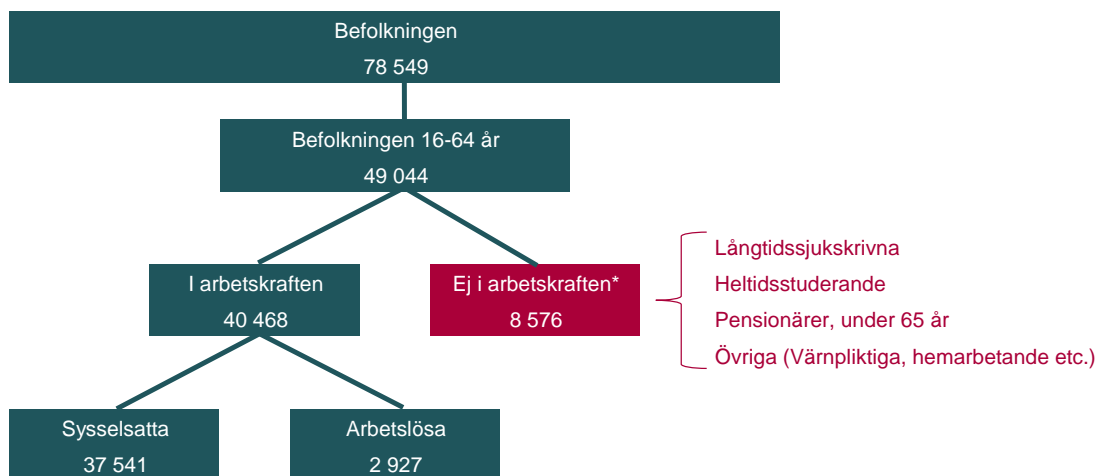 Befolkningen
78 549
Befolkningen 16-64 år
49 044
I arbetskraften
40 468
Ej i arbetskraften*
8 576
Långtidssjukskrivna
Heltidsstuderande
Pensionärer, under 65 år
Övriga (Värnpliktiga, hemarbetande etc.)
Sysselsatta
37 541
Arbetslösa
2 927